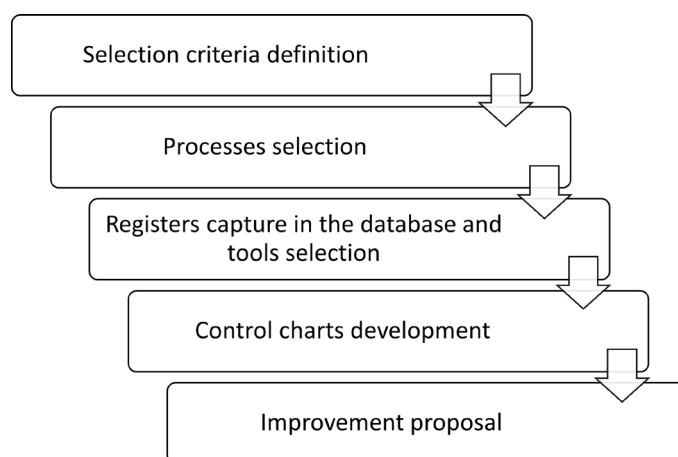 Selection criteria definition
Processes selection
Registers capture in the database and
tools selection
Control charts development
Improvement proposal